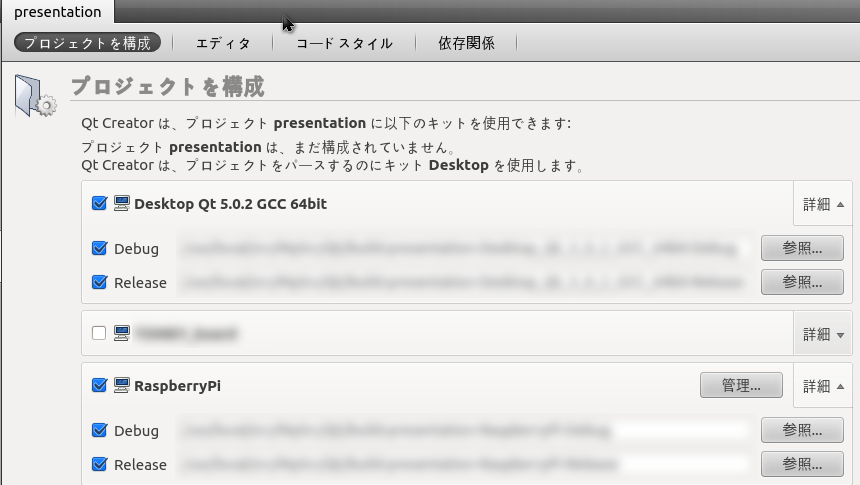 presentation
プロジェクトを構成 エディタ コードスタイル 依存関係
プロジェクトを構成
Qt Creator は、プロジェクト presentation に以下のキットを使用できます:
プロジェクト presentation は、まだ構成されていません。
Qt Creator は、プロジェクトをパースするのにキット Desktop を使用します。
Desktop Qt 5.0.2 GCC 64bit 詳細
Debug 参照...
Release 参照...
詳細
RaspberryPi 管理... 詳細
Debug 参照...
Release 参照...